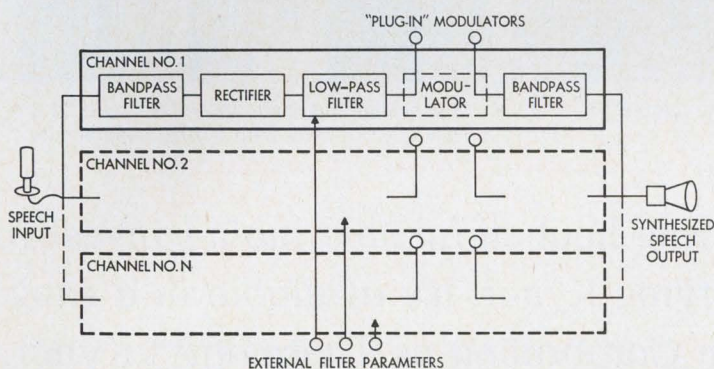 "PLUG-IN" MODULATORS
CHANNEL NO. 1
BANDPASS
FILTER
RECTIFIER
LOW-PASS
FILTER
MODU-
LATOR
BANDPASS
FILTER
CHANNEL NO. 2
SPEECH
INPUT
SYNTHESIZED
SPEECH
OUTPUT
CHANNEL NO. N
EXTERNAL FILTER PARAMETERS